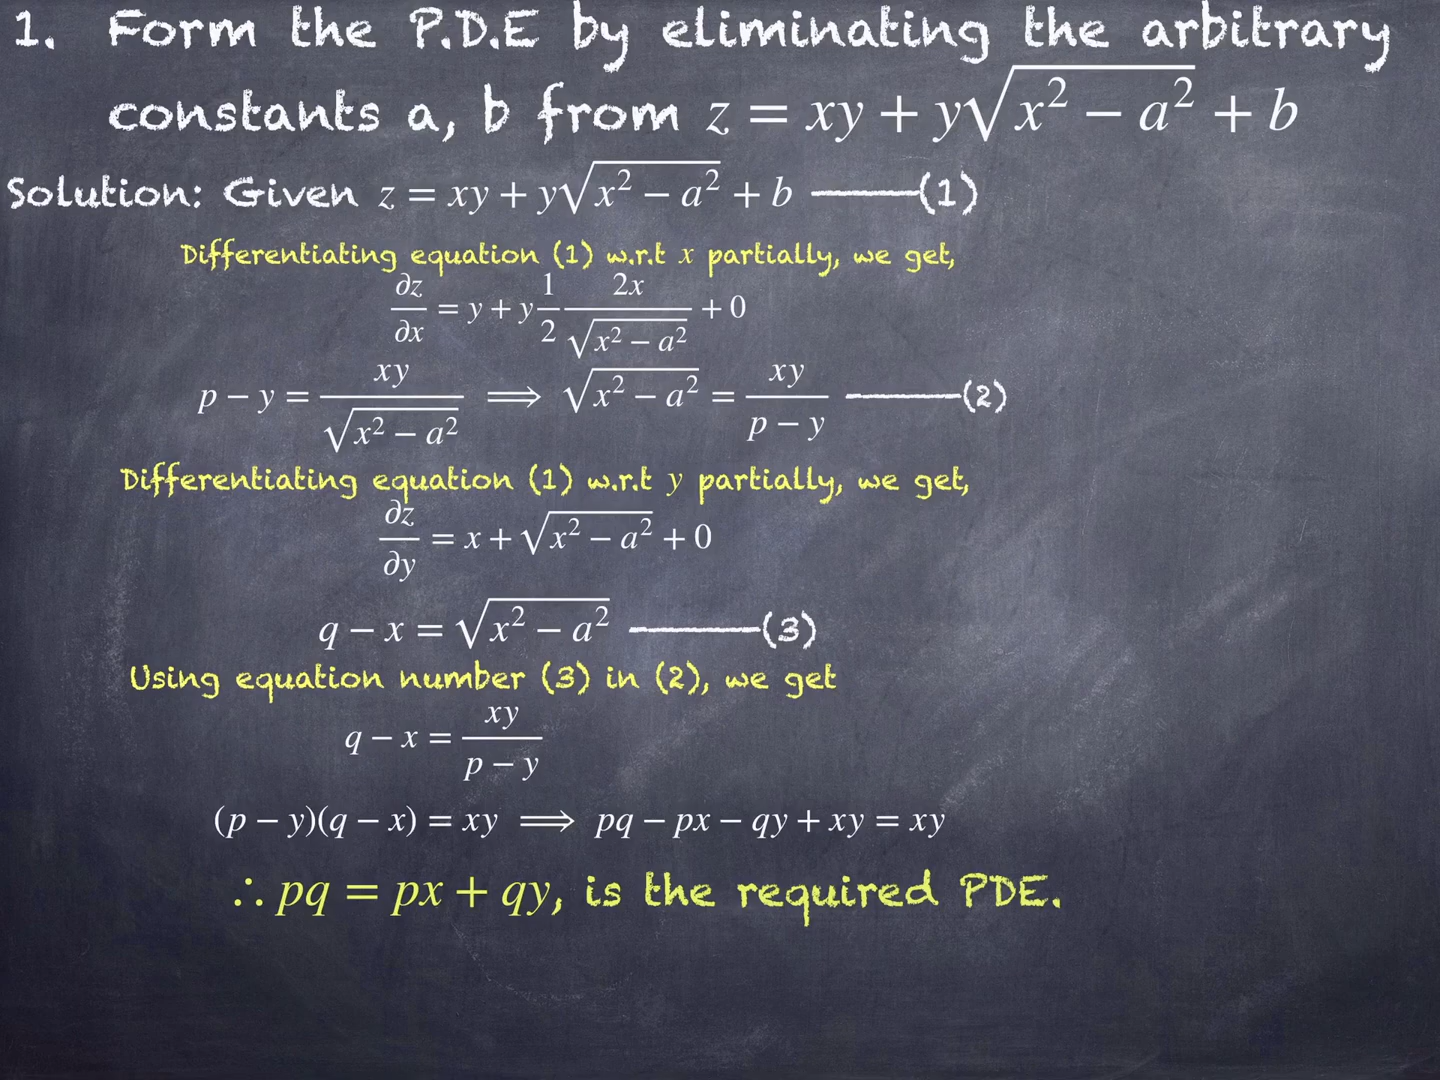 1. Form the P.D.E by eliminating the arbitrary
constants a, b from z = xy + y√(x² − a²) + b
Solution: Given z = xy + y√(x² − a²) + b ———(1)
Differentiating equation (1) w.r.t x partially, we get,
∂z/∂x = y + y 1/2 2x/√(x² − a²) + 0
p − y = xy/√(x² − a²) ⟹ √(x² − a²) = xy/(p − y) ———(2)
Differentiating equation (1) w.r.t y partially, we get,
∂z/∂y = x + √(x² − a²) + 0
q − x = √(x² − a²) ———(3)
Using equation number (3) in (2), we get
q − x = xy/(p − y)
(p − y)(q − x) = xy ⟹ pq − px − qy + xy = xy
∴ pq = px + qy, is the required PDE.